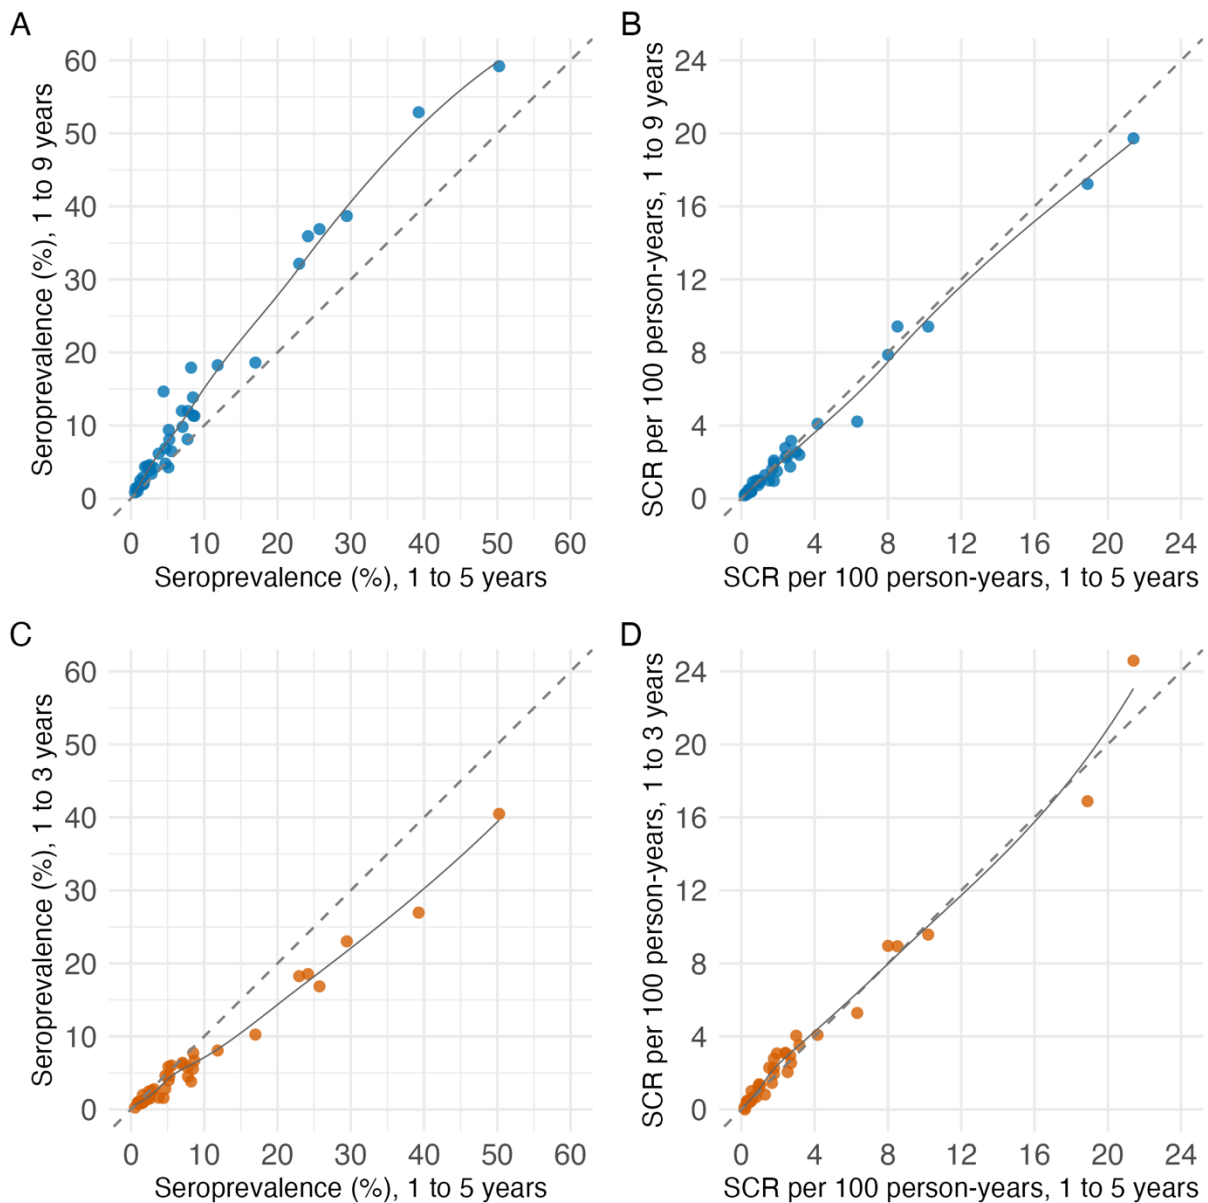 A
B
Seroprevalence (%), 1 to 9 years
60
50
40
30
20
10
0
0 10 20 30 40 50 60
Seroprevalence (%), 1 to 5 years
SCR per 100 person-years, 1 to 9 years
24
20
16
12
8
4
0
0 4 8 12 16 20 24
SCR per 100 person-years, 1 to 5 years
C
D
Seroprevalence (%), 1 to 3 years
60
50
40
30
20
10
0
0 10 20 30 40 50 60
Seroprevalence (%), 1 to 5 years
SCR per 100 person-years, 1 to 3 years
24
20
16
12
8
4
0
0 4 8 12 16 20 24
SCR per 100 person-years, 1 to 5 years